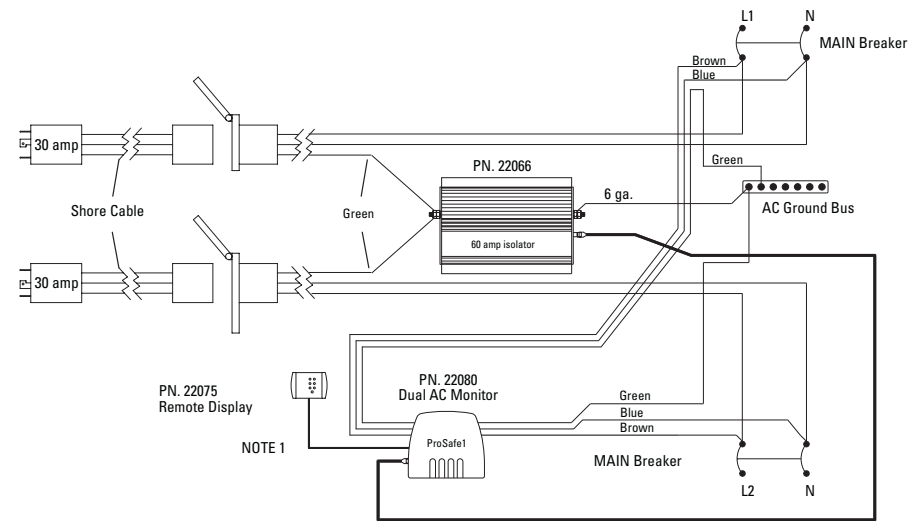 L1
N
MAIN Breaker
Brown
Blue
30 amp
PN. 22066
Green
6 ga.
AC Ground Bus
Shore Cable
Green
60 amp isolator
30 amp
PN. 22075
Remote Display
PN. 22080
Dual AC Monitor
Green
Blue
Brown
NOTE 1
ProSafe1
MAIN Breaker
L2
N